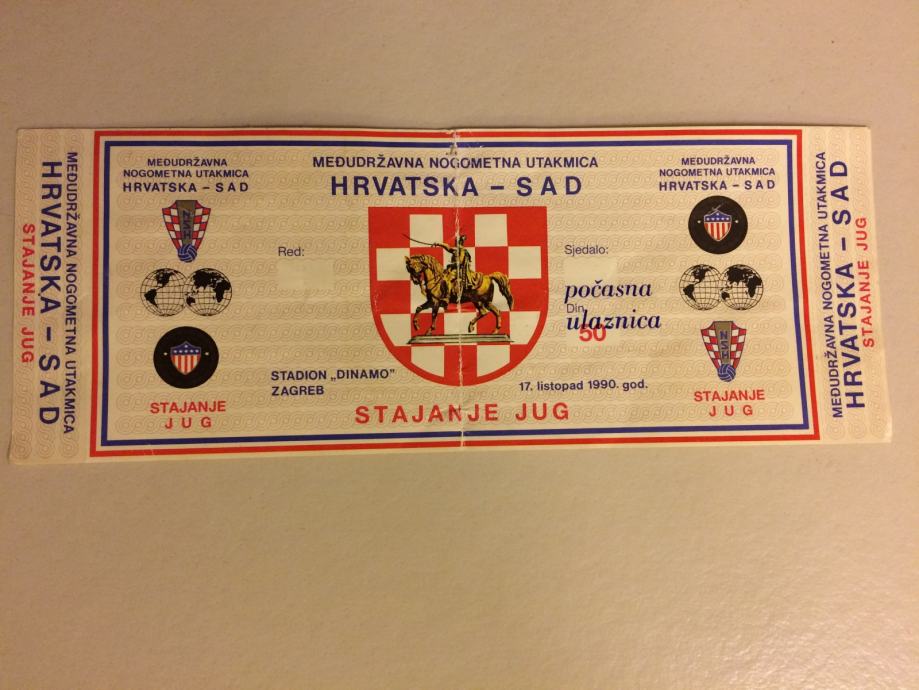 MEĐUDRŽAVNA NOGOMETNA UTAKMICA
HRVATSKA – SAD
STAJANJE JUG
MEĐUDRŽAVNA
NOGOMETNA UTAKMICA
HRVATSKA – SAD
NSH
STAJANJE
JUG
MEĐUDRŽAVNA NOGOMETNA UTAKMICA
HRVATSKA – SAD
Red:
Sjedalo:
počasna
Din
ulaznica
50
STADION „DINAMO”
ZAGREB
17. listopad 1990. god.
STAJANJE JUG
MEĐUDRŽAVNA
NOGOMETNA UTAKMICA
HRVATSKA – SAD
NSH
STAJANJE
JUG
MEĐUDRŽAVNA NOGOMETNA UTAKMICA
HRVATSKA – SAD
STAJANJE JUG